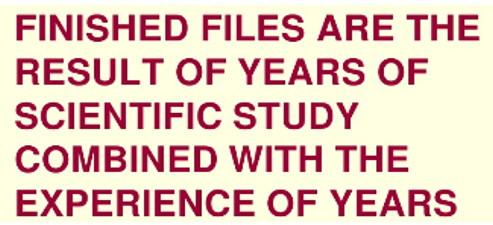 FINISHED FILES ARE THE
RESULT OF YEARS OF
SCIENTIFIC STUDY
COMBINED WITH THE
EXPERIENCE OF YEARS